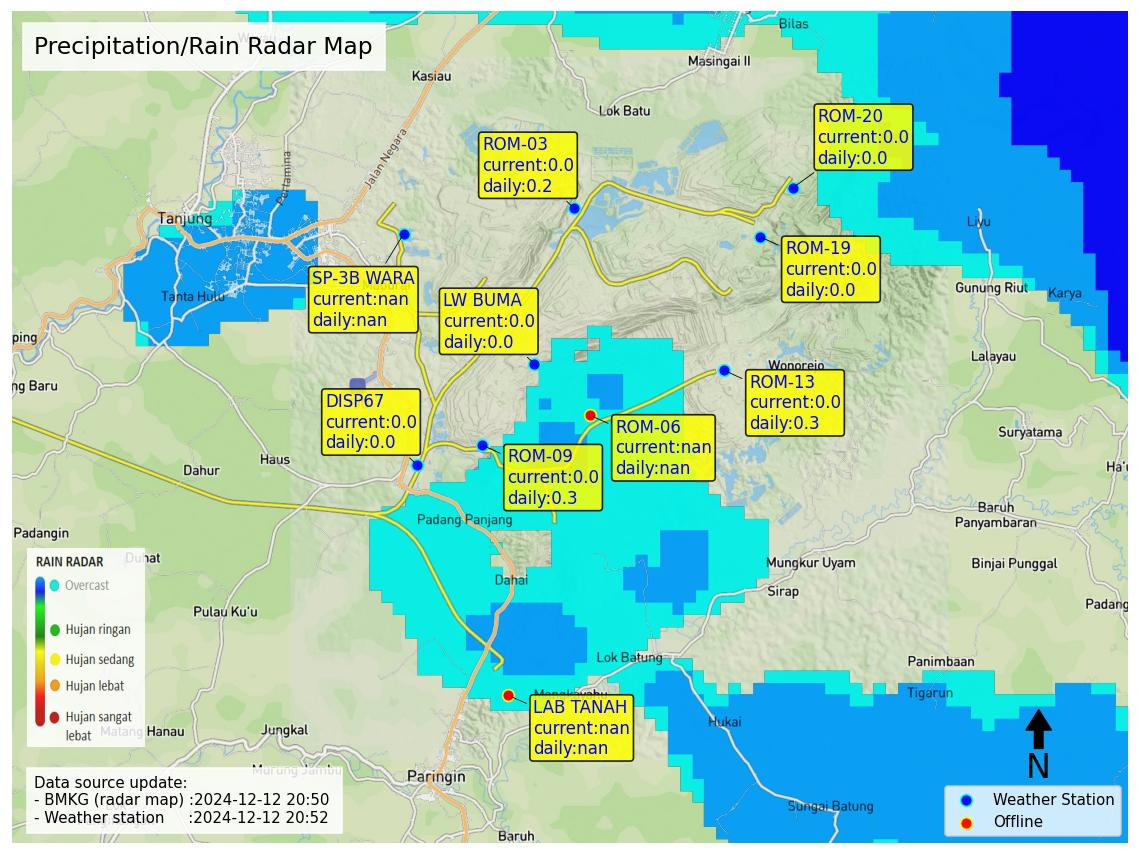 Precipitation/Rain Radar Map
Bilas
Masingai II
Kasiau
Lok Batu
ROM-20
current:0.0
daily:0.0
ROM-03
current:0.0
daily:0.2
Jalan Negara
Pertamina
Tanjung
Liyu
ROM-19
current:0.0
daily:0.0
SP-3B WARA
current:nan
daily:nan
Tanta Hulu
LW BUMA
current:0.0
daily:0.0
Gunung Riut
Karya
ping
Lalayau
Wonorejo
ng Baru
ROM-13
current:0.0
daily:0.3
DISP67
current:0.0
daily:0.0
ROM-06
current:nan
daily:nan
Suryatama
ROM-09
current:0.0
daily:0.3
Haus
Dahur
Ha'u
Baruh
Panyambaran
Padang Panjang
Padangin
Duhat
Mungkur Uyam
Binjai Punggal
Dahai
Sirap
Padang
Pulau Ku'u
RAIN RADAR
Overcast
Hujan ringan
Hujan sedang
Hujan lebat
Hujan sangat
lebat
Lok Batung
Panimbaan
Tigarun
Mangkayahu
LAB TANAH
current:nan
daily:nan
Hukai
Matang Hanau
Jungkal
Murung Jambu
Paringin
N
Data source update:
- BMKG (radar map) :2024-12-12 20:50
- Weather station :2024-12-12 20:52
Sungai Batung
Baruh
Weather Station
Offline